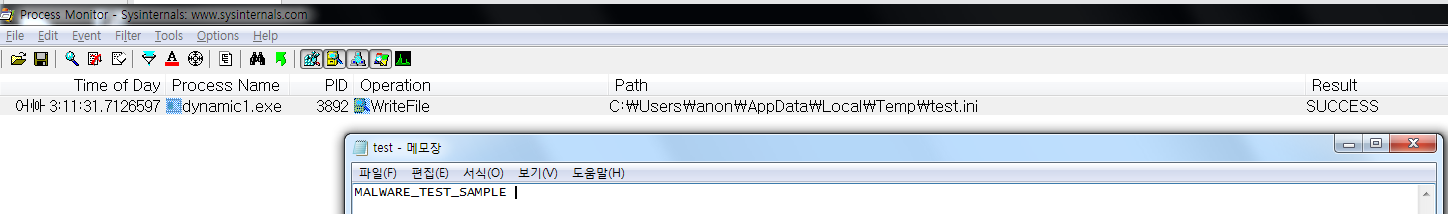 Process Monitor - Sysinternals: www.sysinternals.com
File Edit Event Filter Tools Options Help
Time of Day Process Name PID Operation Path Result
3:11:31.7126597 dynamic1.exe 3892 WriteFile C:₩Users₩anon₩AppData₩Local₩Temp₩test.ini SUCCESS
test - 메모장
파일(F) 편집(E) 서식(O) 보기(V) 도움말(H)
MALWARE_TEST_SAMPLE